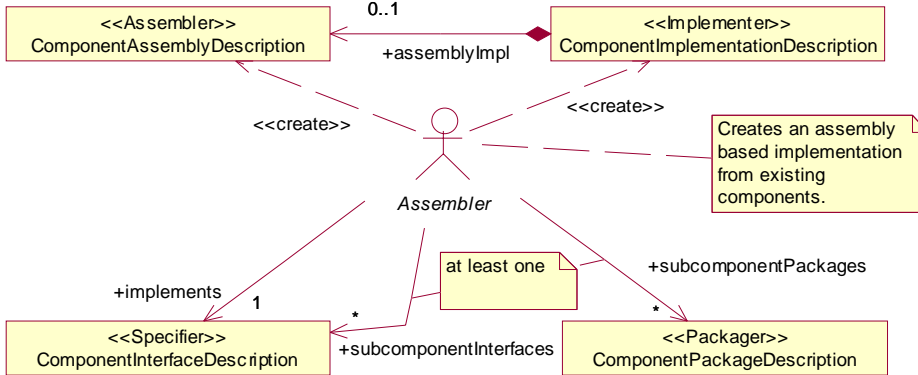 <<Assembler>>
ComponentAssemblyDescription
0..1
+assemblyImpl
<<Implementer>>
ComponentImplementationDescription
<<create>>
<<create>>
Creates an assembly
based implementation
from existing
components.
Assembler
at least one
+implements
1
*
+subcomponentInterfaces
+subcomponentPackages
*
<<Specifier>>
ComponentInterfaceDescription
<<Packager>>
ComponentPackageDescription